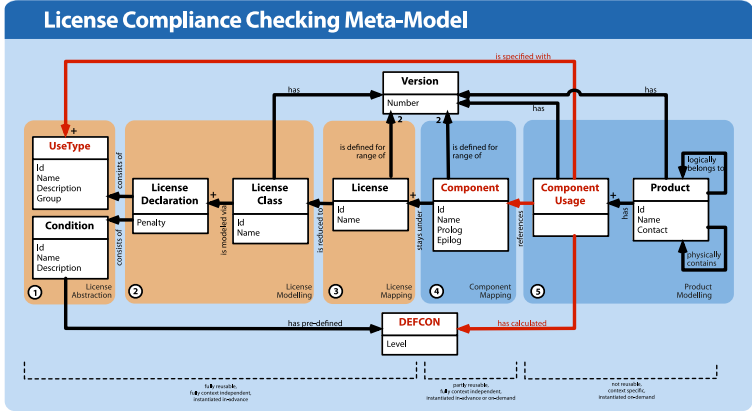 License Compliance Checking Meta-Model
is specified with
Version
Number
has
has
has
2
2
is defined for
range of
is defined for
range of
+
UseType
Id
Name
Description
Group
Condition
Id
Name
Description
consists of
consists of
License
Declaration
Penalty
+
is modeled via
License
Class
Id
Name
is reduced to
License
Id
Name
+
stays under
Component
Id
Name
Prolog
Epilog
references
Component
Usage
+
has
Product
Id
Name
Contact
logically
belongs to
physically
contains
1
License
Abstraction
2
License
Modelling
3
License
Mapping
4
Component
Mapping
5
Product
Modelling
has pre-defined
DEFCON
Level
has calculated
fully reusable,
fully context independent,
instantiated in-advance
partly reusable,
fully context independent,
instantiated in-advance or on-demand
not reusable,
context specific,
instantiated on-demand